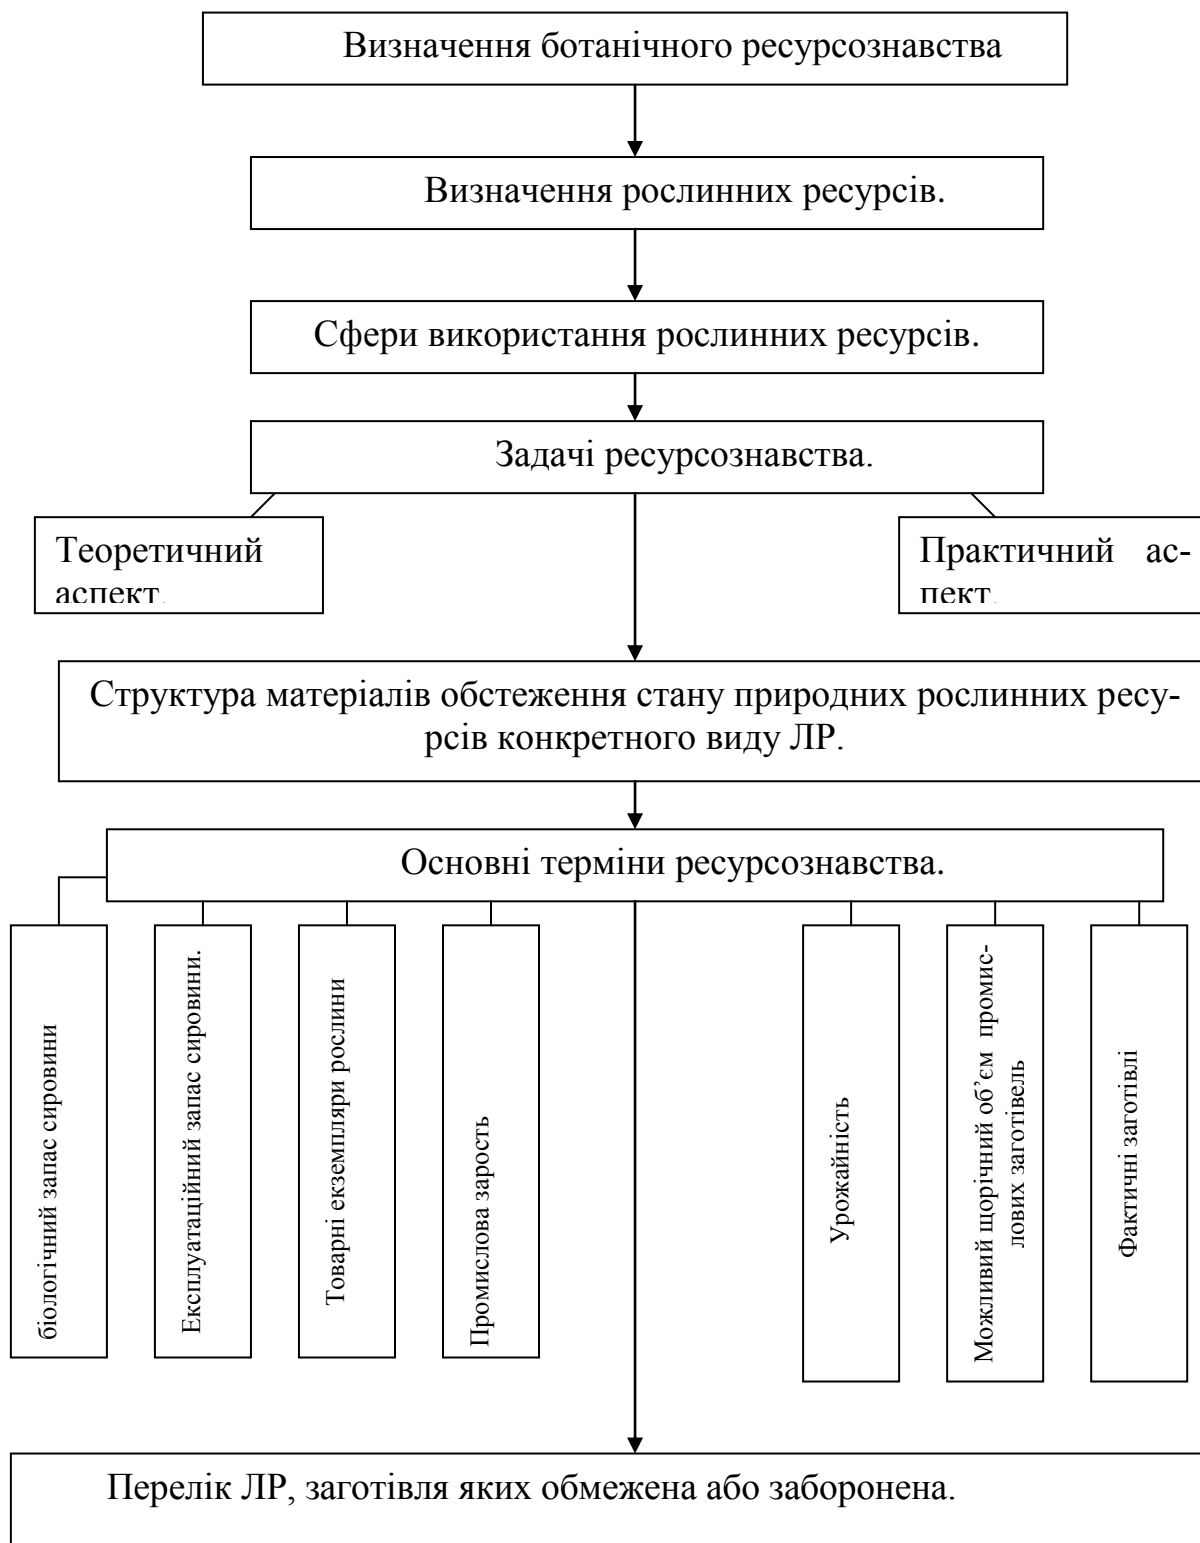 Визначення ботанічного ресурсознавства
Визначення рослинних ресурсів.
Сфери використання рослинних ресурсів.
Задачі ресурсознавства.
Теоретичний
аспект.
Практичний ас-
пект.
Структура матеріалів обстеження стану природних рослинних ресу-
рсів конкретного виду ЛР.
Основні терміни ресурсознавства.
біологічний запас сировини
Експлуатаційний запас сировини.
Товарні екземпляри рослини
Промислова зарость
Урожайність
Можливий щорічний об’єм промис-
лових заготівель
Фактичні заготівлі
Перелік ЛР, заготівля яких обмежена або заборонена.